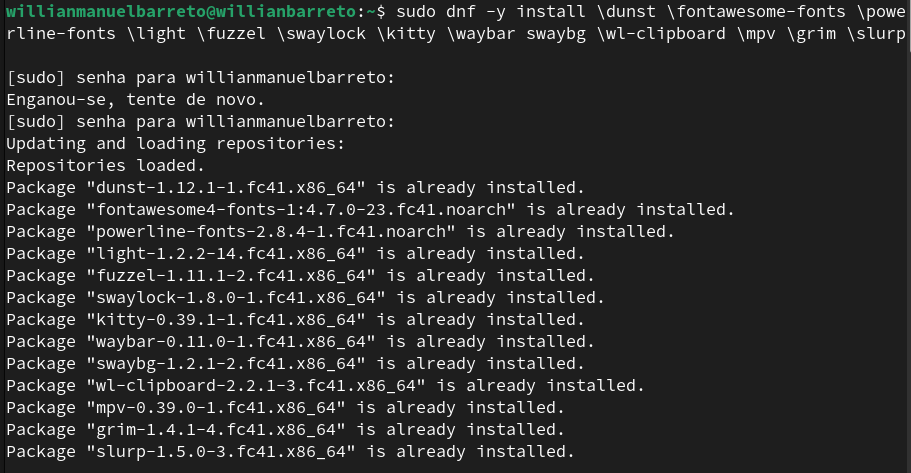 willianmanuelbarreto@willianbarreto:~$ sudo dnf -y install \dunst \fontawesome-fonts \powe
rline-fonts \light \fuzzel \swaylock \kitty \waybar swaybg \wl-clipboard \mpv \grim \slurp
[sudo] senha para willianmanuelbarreto:
Enganou-se, tente de novo.
[sudo] senha para willianmanuelbarreto:
Updating and loading repositories:
Repositories loaded.
Package "dunst-1.12.1-1.fc41.x86_64" is already installed.
Package "fontawesome4-fonts-1:4.7.0-23.fc41.noarch" is already installed.
Package "powerline-fonts-2.8.4-1.fc41.noarch" is already installed.
Package "light-1.2.2-14.fc41.x86_64" is already installed.
Package "fuzzel-1.11.1-2.fc41.x86_64" is already installed.
Package "swaylock-1.8.0-1.fc41.x86_64" is already installed.
Package "kitty-0.39.1-1.fc41.x86_64" is already installed.
Package "waybar-0.11.0-1.fc41.x86_64" is already installed.
Package "swaybg-1.2.1-2.fc41.x86_64" is already installed.
Package "wl-clipboard-2.2.1-3.fc41.x86_64" is already installed.
Package "mpv-0.39.0-1.fc41.x86_64" is already installed.
Package "grim-1.4.1-4.fc41.x86_64" is already installed.
Package "slurp-1.5.0-3.fc41.x86_64" is already installed.